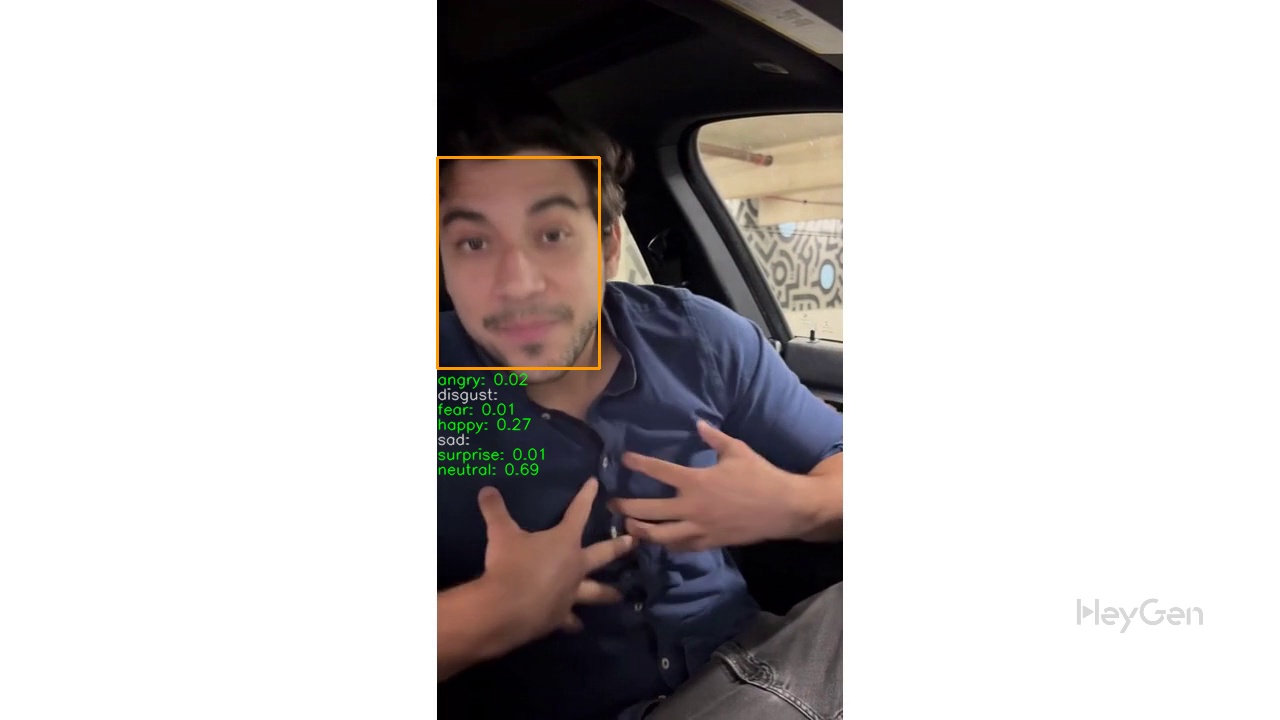 angry: 0.02
disgust:
fear: 0.01
happy: 0.27
sad:
surprise: 0.01
neutral: 0.69
HeyGen